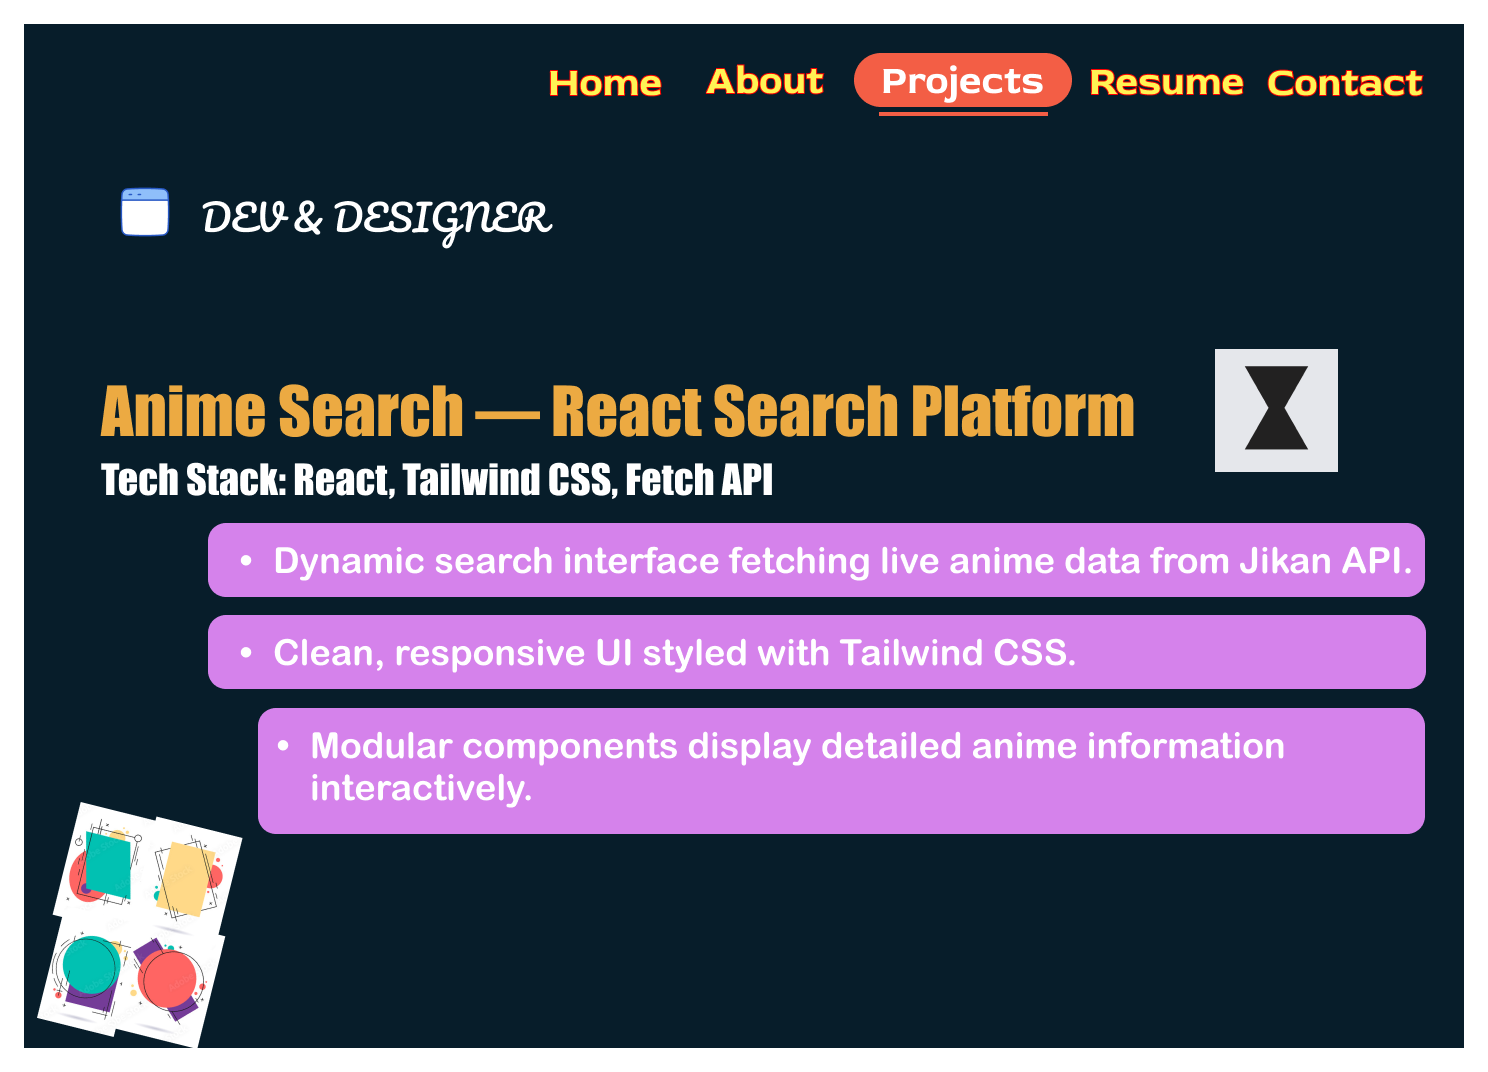 Home About Projects Resume Contact
DEV & DESIGNER
Anime Search — React Search Platform
Tech Stack: React, Tailwind CSS, Fetch API
• Dynamic search interface fetching live anime data from Jikan API.
• Clean, responsive UI styled with Tailwind CSS.
• Modular components display detailed anime information
interactively.